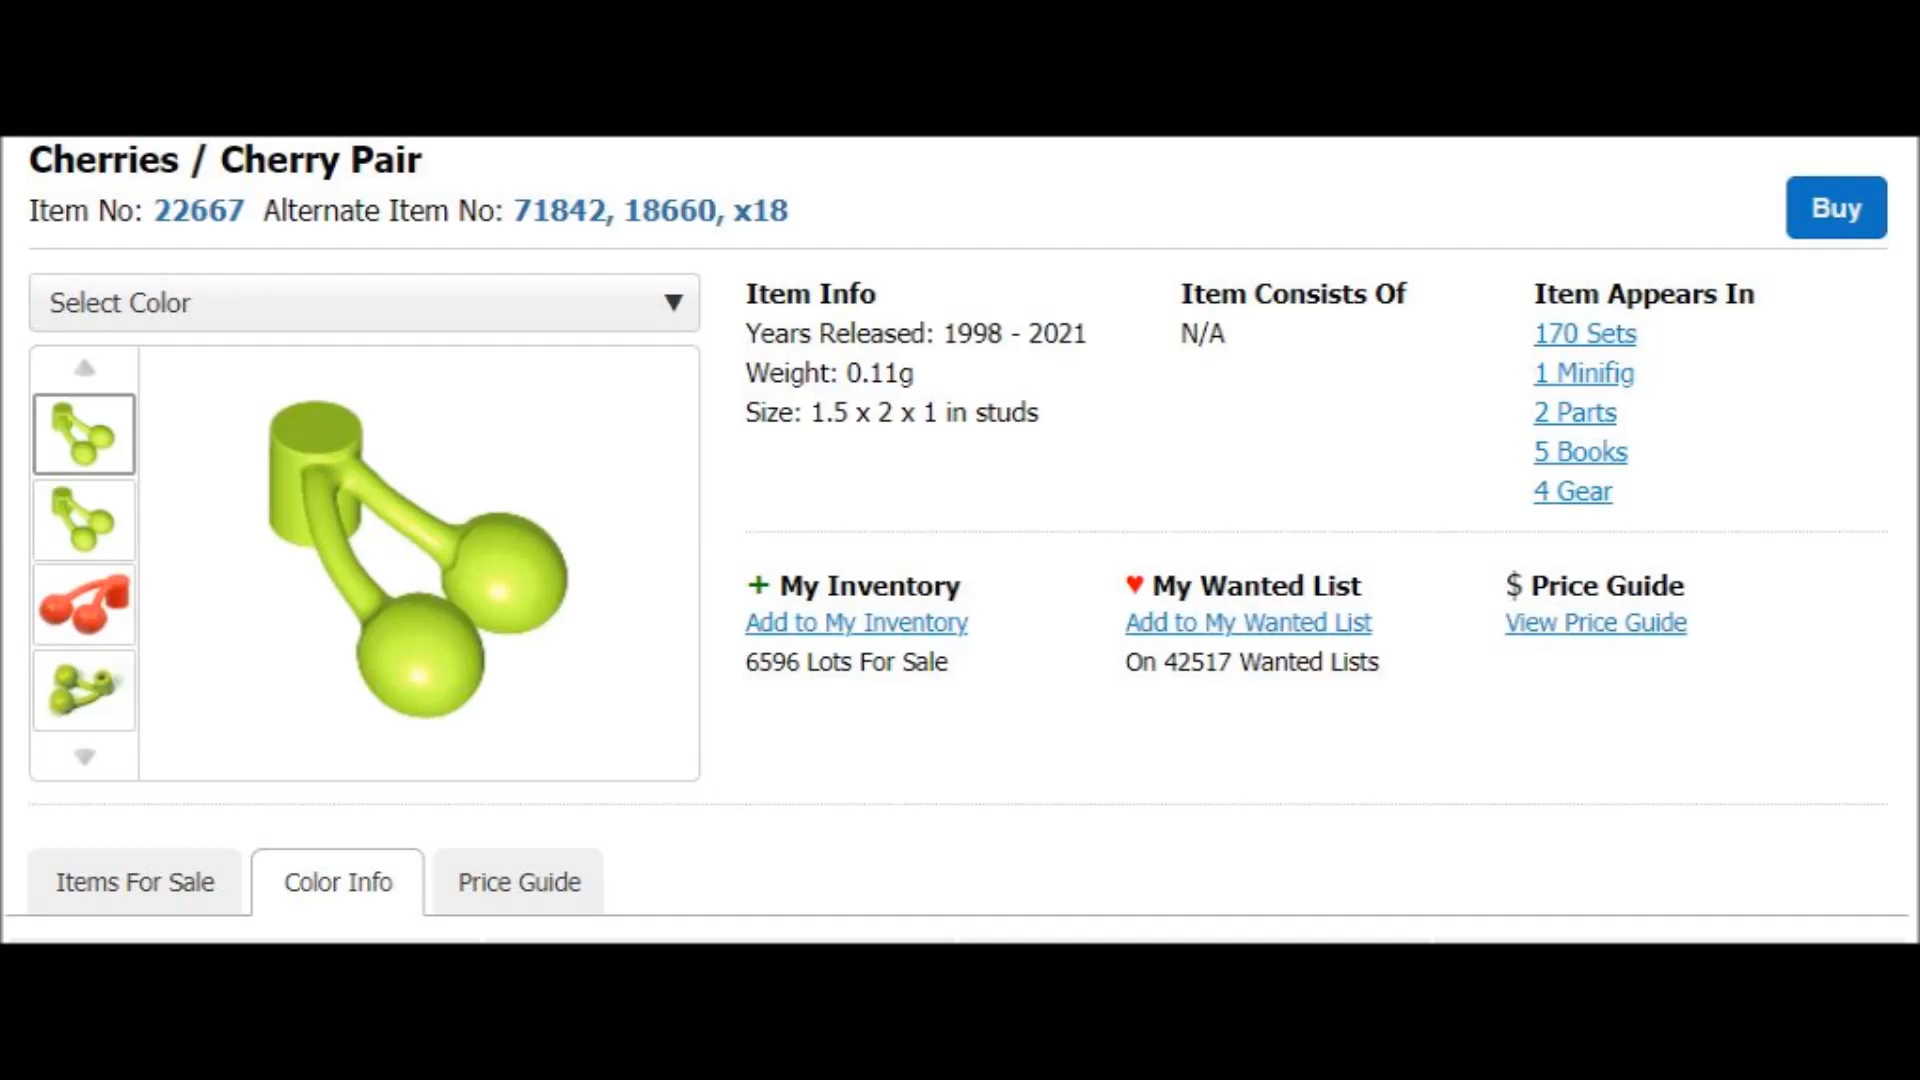 Cherries / Cherry Pair
Item No: 22667 Alternate Item No: 71842, 18660, x18
Buy
Select Color
Item Info
Years Released: 1998 - 2021
Weight: 0.11g
Size: 1.5 x 2 x 1 in studs
Item Consists Of
N/A
Item Appears In
170 Sets
1 Minifig
2 Parts
5 Books
4 Gear
+ My Inventory
Add to My Inventory
6596 Lots For Sale
♥ My Wanted List
Add to My Wanted List
On 42517 Wanted Lists
$ Price Guide
View Price Guide
Items For Sale
Color Info
Price Guide